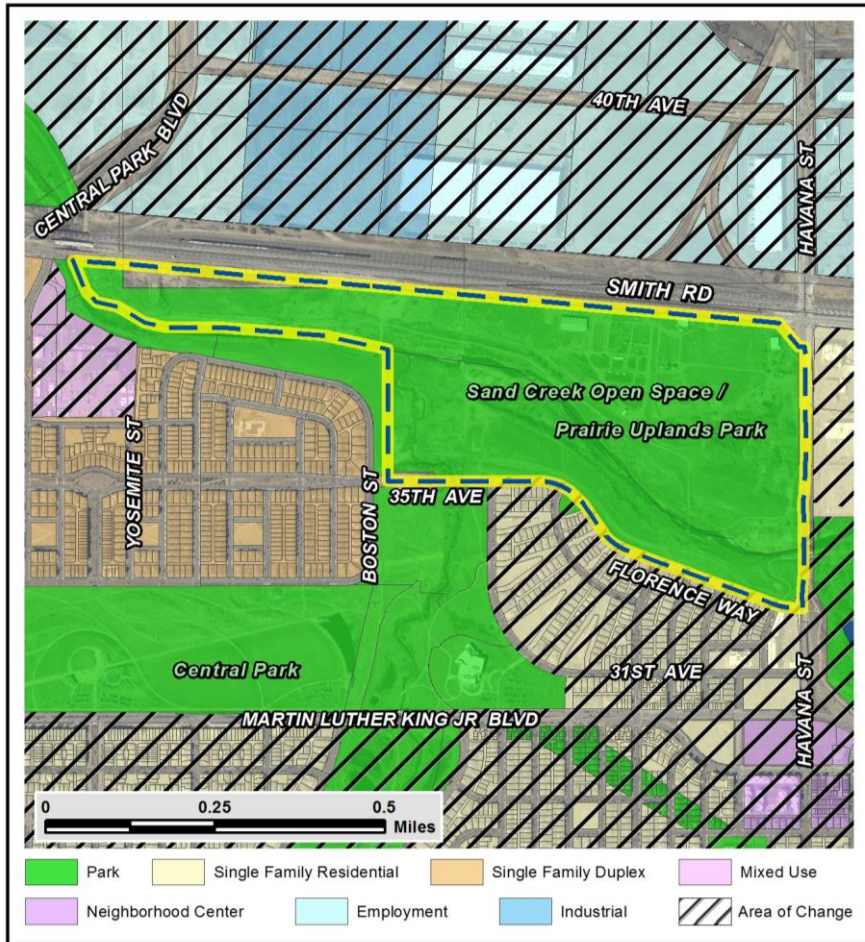 40TH AVE
CENTRAL PARK BLVD
HAVANA ST
SMITH RD
Sand Creek Open Space /
Prairie Uplands Park
YOSEMITE ST
BOSTON ST
35TH AVE
FLORENCE WAY
Central Park
31ST AVE
MARTIN LUTHER KING JR BLVD
HAVANA ST
0 0.25 0.5
Miles
Park Single Family Residential Single Family Duplex Mixed Use
Neighborhood Center Employment Industrial Area of Change